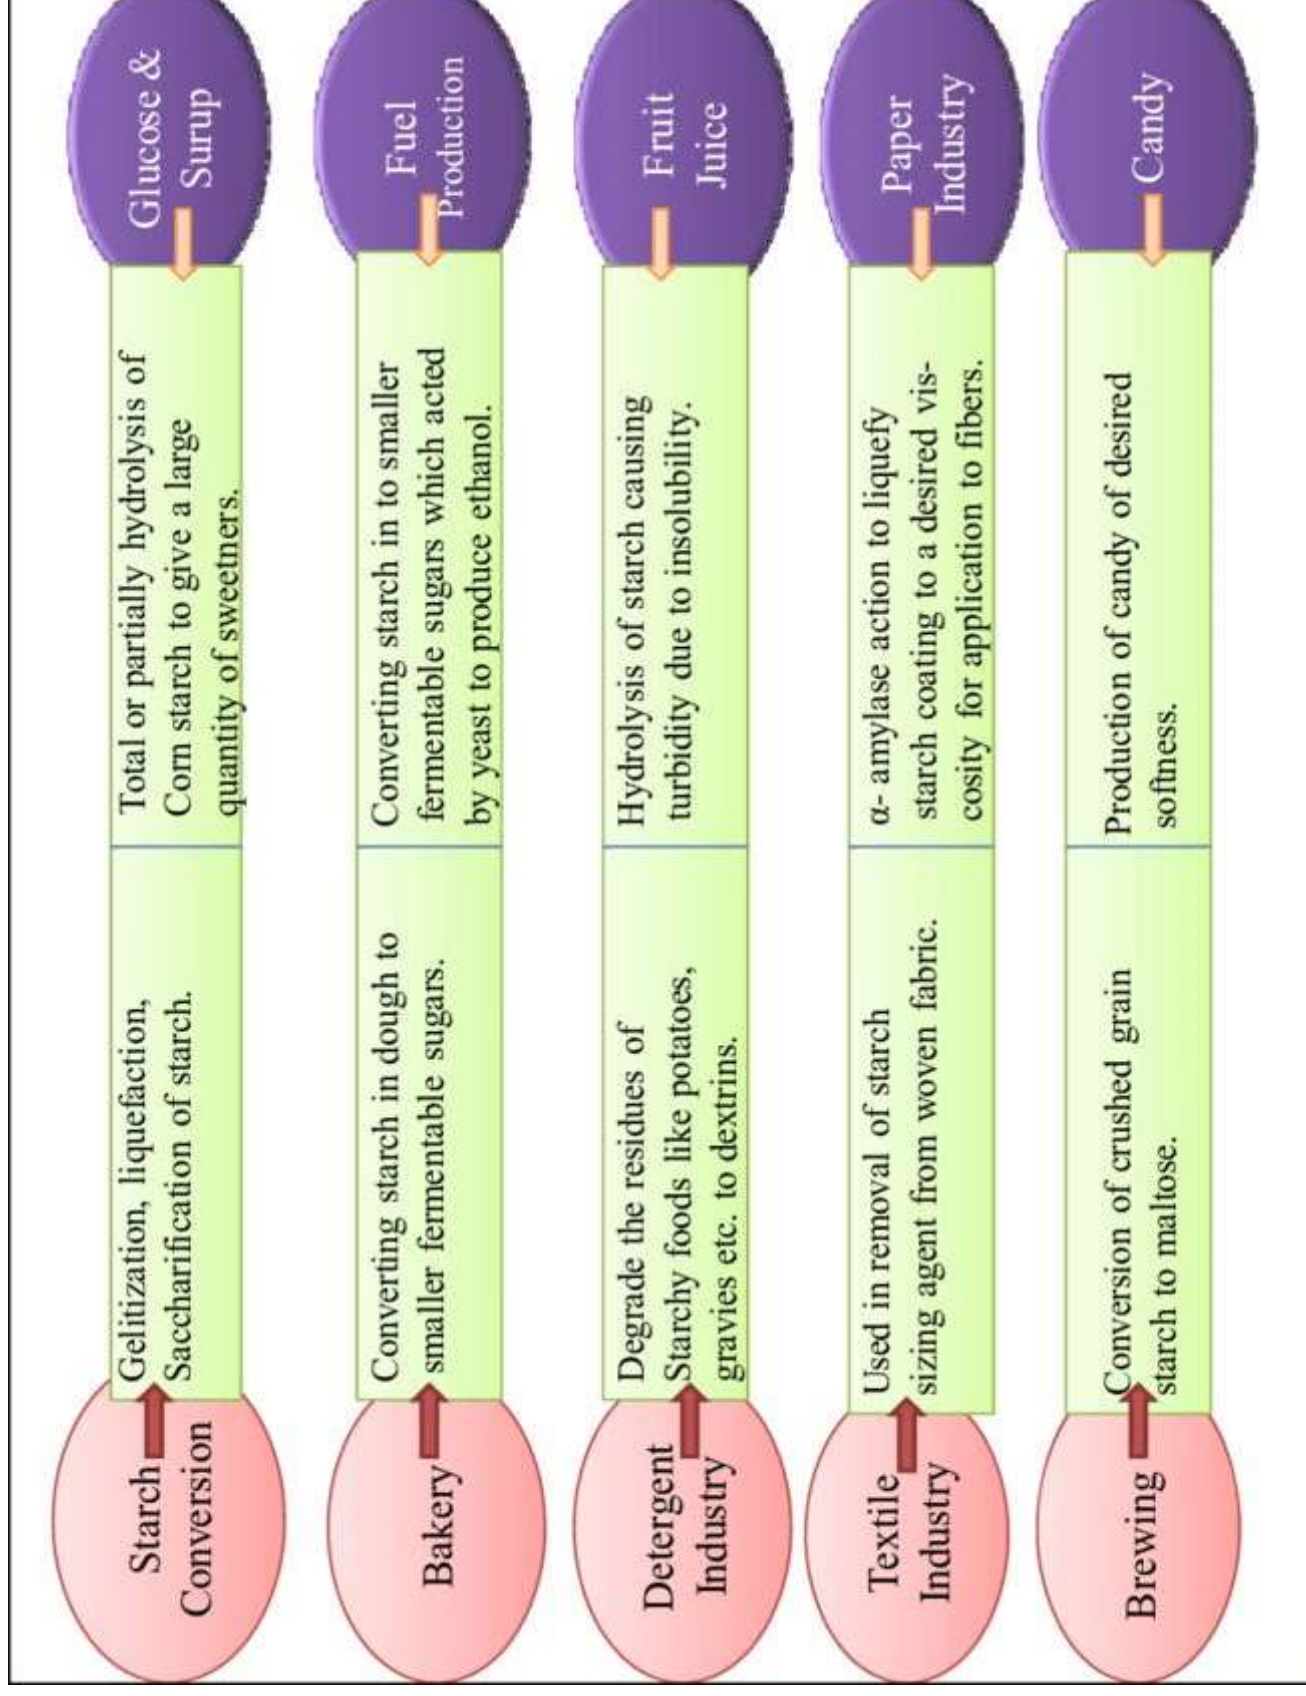 Starch
Conversion
Gelitization, liquefaction,
Saccharification of starch.
Total or partially hydrolysis of
Corn starch to give a large
quantity of sweetners.
Glucose &
Surup
Bakery
Converting starch in dough to
smaller fermentable sugars.
Converting starch in to smaller
fermentable sugars which acted
by yeast to produce ethanol.
Fuel
Production
Detergent
Industry
Degrade the residues of
Starchy foods like potatoes,
gravies etc. to dextrins.
Hydrolysis of starch causing
turbidity due to insolubility.
Fruit
Juice
Textile
Industry
Used in removal of starch
sizing agent from woven fabric.
α- amylase action to liquefy
starch coating to a desired vis-
cosity for application to fibers.
Paper
Industry
Brewing
Conversion of crushed grain
starch to maltose.
Production of candy of desired
softness.
Candy